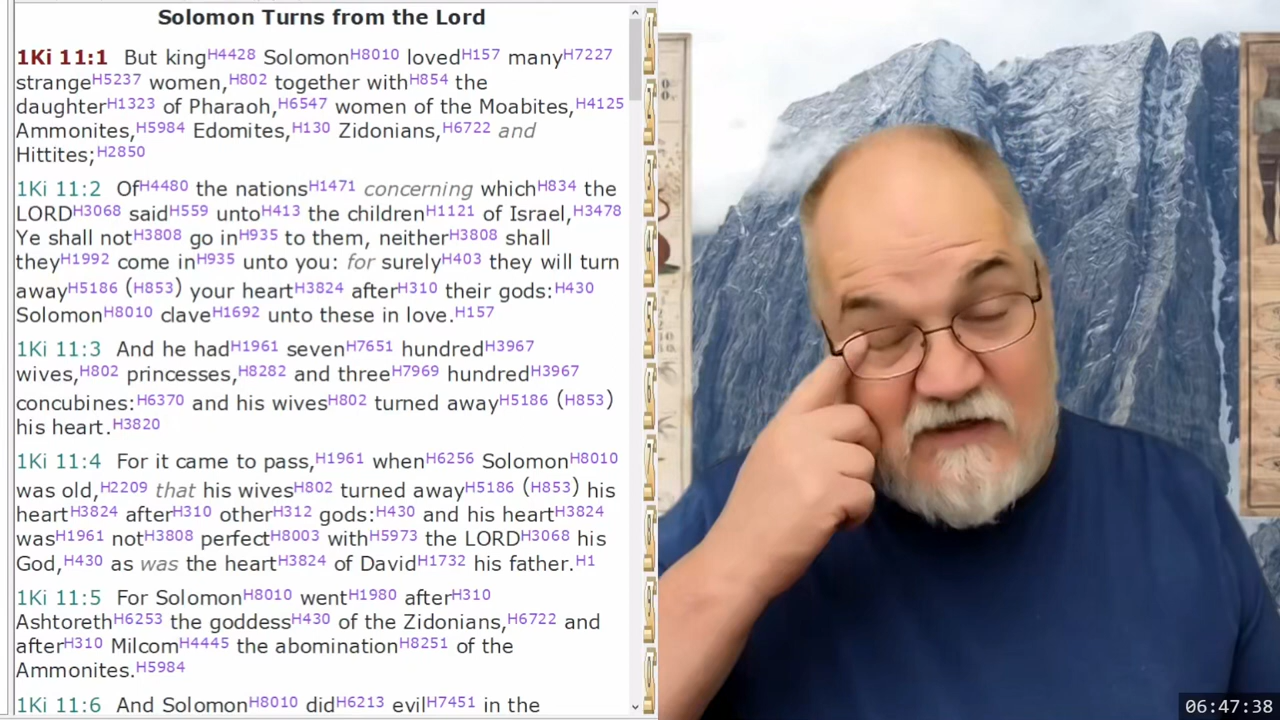 Solomon Turns from the Lord
1Ki 11:1 But kingH4428 SolomonH8010 lovedH157 manyH7227
strangeH5237 women,H802 together withH854 the
daughterH1323 of Pharaoh,H6547 women of the Moabites,H4125
Ammonites,H5984 Edomites,H130 Zidonians,H6722 and
Hittites;H2850
1Ki 11:2 OfH4480 the nationsH1471 concerning whichH834 the
LORDH3068 saidH559 untoH413 the childrenH1121 of Israel,H3478
Ye shall notH3808 go inH935 to them, neitherH3808 shall
theyH1992 come inH935 unto you: for surelyH403 they will turn
awayH5186 (H853) your heartH3824 afterH310 their gods:H430
SolomonH8010 claveH1692 unto these in love.H157
1Ki 11:3 And he hadH1961 sevenH7651 hundredH3967
wives,H802 princesses,H8282 and threeH7969 hundredH3967
concubines:H6370 and his wivesH802 turned awayH5186 (H853)
his heart.H3820
1Ki 11:4 For it came to pass,H1961 whenH6256 SolomonH8010
was old,H2209 that his wivesH802 turned awayH5186 (H853) his
heartH3824 afterH310 otherH312 gods:H430 and his heartH3824
wasH1961 notH3808 perfectH8003 withH5973 the LORDH3068 his
God,H430 as was the heartH3824 of DavidH1732 his father.H1
1Ki 11:5 For SolomonH8010 wentH1980 afterH310
AshtorethH6253 the goddessH430 of the Zidonians,H6722 and
afterH310 MilcomH4445 the abominationH8251 of the
Ammonites.H5984
1Ki 11:6 And SolomonH8010 didH6213 evilH7451 in the
06:47:38